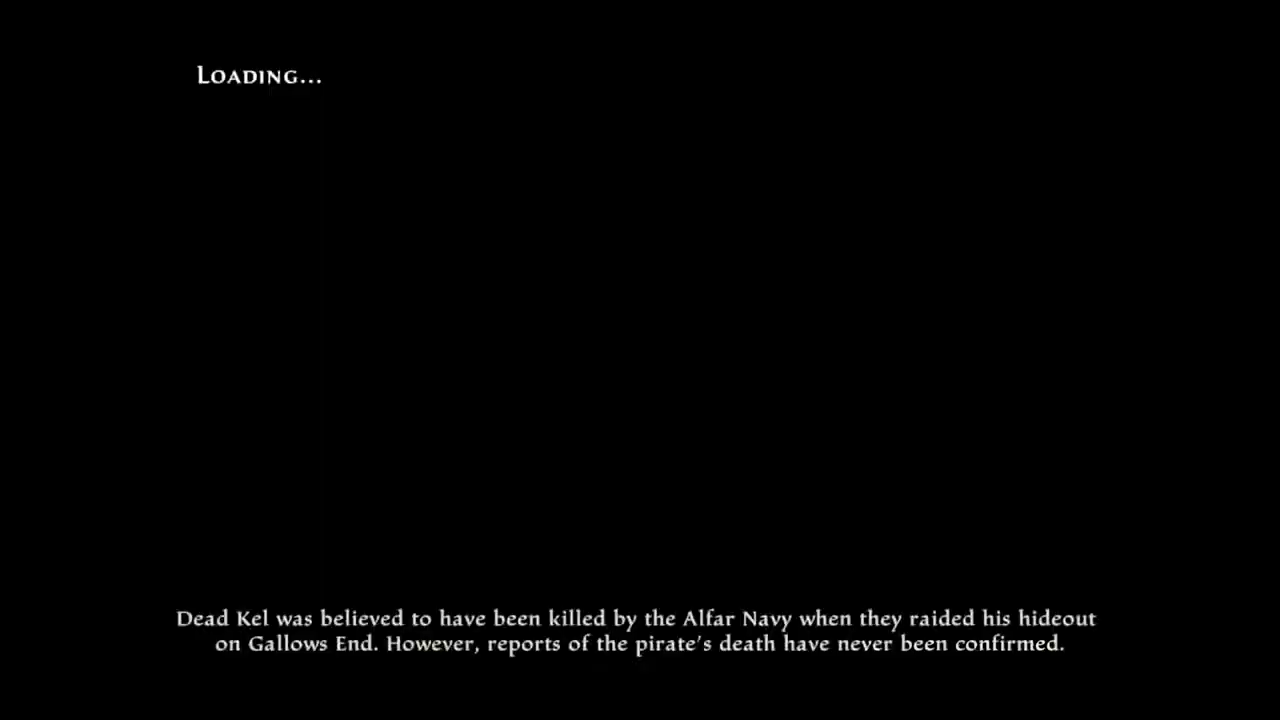 Loading...
Dead Kel was believed to have been killed by the Alfar Navy when they raided his hideout
on Gallows End. However, reports of the pirate's death have never been confirmed.